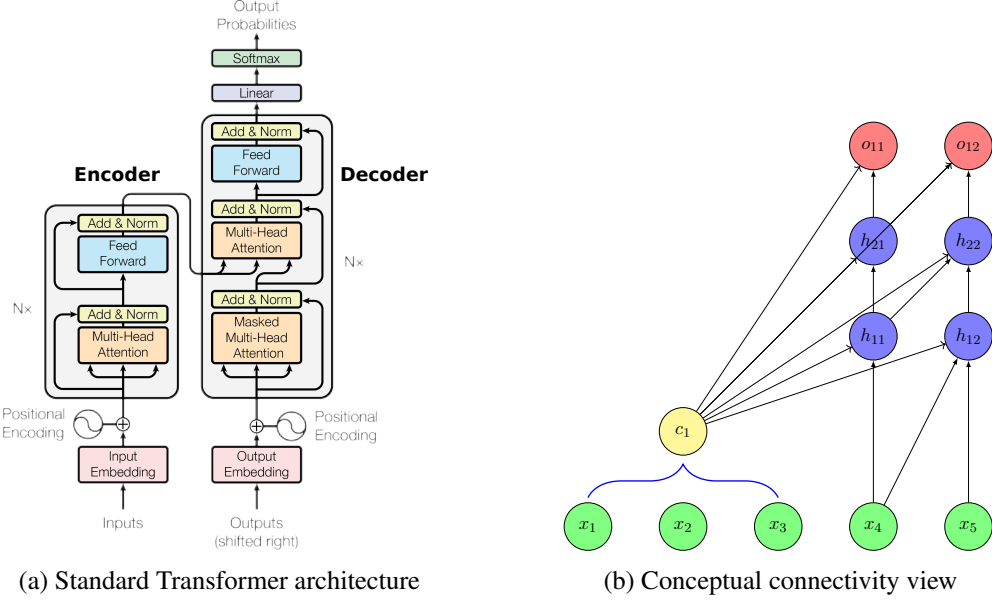 Output
Probabilities
Softmax
Linear
Add & Norm
Feed
Forward
Add & Norm
Multi-Head
Attention
Add & Norm
Masked
Multi-Head
Attention
Decoder
N×
Encoder
Add & Norm
Feed
Forward
Add & Norm
Multi-Head
Attention
N×
Positional
Encoding
Positional
Encoding
Input
Embedding
Output
Embedding
Inputs
Outputs
(shifted right)
(a) Standard Transformer architecture
o₁₁ o₁₂
h₂₁ h₂₂
h₁₁ h₁₂
c₁
x₁ x₂ x₃ x₄ x₅
(b) Conceptual connectivity view